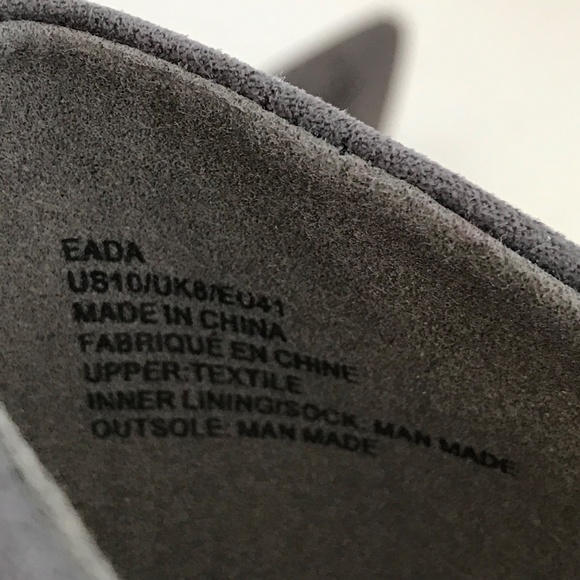 EADA
US10/UK8/EU41
MADE IN CHINA
FABRIQUÉ EN CHINE
UPPER:TEXTILE
INNER LINING/SOCK: MAN MADE
OUTSOLE: MAN MADE